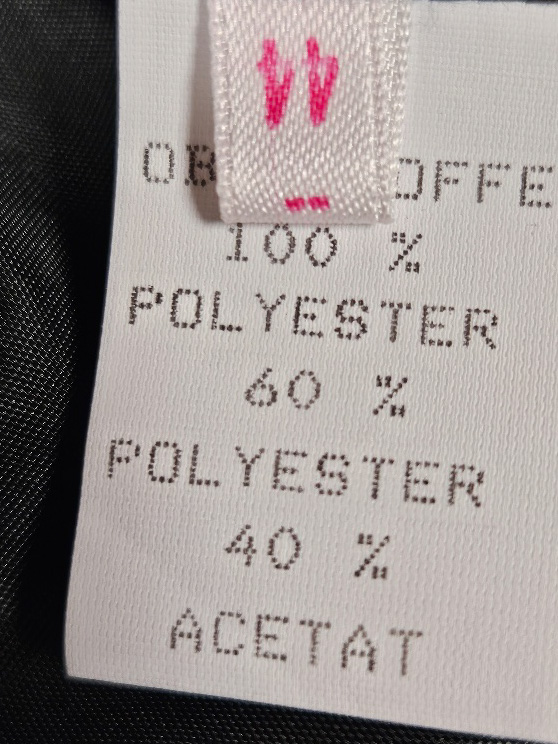 44
100 %
POLYESTER
60 %
POLYESTER
40 %
ACETAT